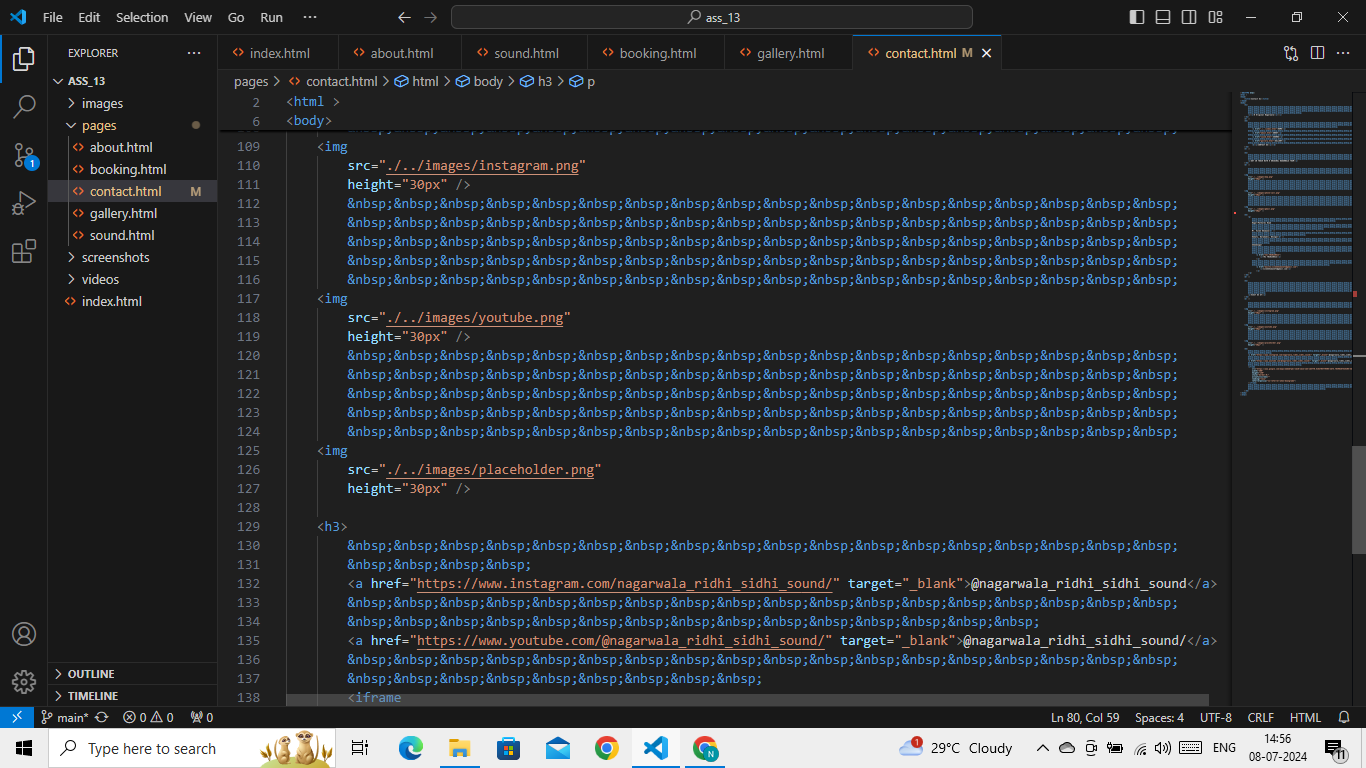 File Edit Selection View Go Run ··· ass_13
EXPLORER ···
ASS_13
images
pages
about.html
booking.html
contact.html M
gallery.html
sound.html
screenshots
videos
index.html
OUTLINE
TIMELINE
index.html about.html sound.html booking.html gallery.html contact.html M
pages > contact.html > html > body > h3 > p
2 <html >
6 <body>
109 <img
110 src="./../images/instagram.png"
111 height="30px" />
112 &nbsp;&nbsp;&nbsp;&nbsp;&nbsp;&nbsp;&nbsp;&nbsp;&nbsp;&nbsp;&nbsp;&nbsp;&nbsp;&nbsp;&nbsp;&nbsp;&nbsp;&nbsp;
113 &nbsp;&nbsp;&nbsp;&nbsp;&nbsp;&nbsp;&nbsp;&nbsp;&nbsp;&nbsp;&nbsp;&nbsp;&nbsp;&nbsp;&nbsp;&nbsp;&nbsp;&nbsp;
114 &nbsp;&nbsp;&nbsp;&nbsp;&nbsp;&nbsp;&nbsp;&nbsp;&nbsp;&nbsp;&nbsp;&nbsp;&nbsp;&nbsp;&nbsp;&nbsp;&nbsp;&nbsp;
115 &nbsp;&nbsp;&nbsp;&nbsp;&nbsp;&nbsp;&nbsp;&nbsp;&nbsp;&nbsp;&nbsp;&nbsp;&nbsp;&nbsp;&nbsp;&nbsp;&nbsp;&nbsp;
116 &nbsp;&nbsp;&nbsp;&nbsp;&nbsp;&nbsp;&nbsp;&nbsp;&nbsp;&nbsp;&nbsp;&nbsp;&nbsp;&nbsp;&nbsp;&nbsp;&nbsp;&nbsp;
117 <img
118 src="./../images/youtube.png"
119 height="30px" />
120 &nbsp;&nbsp;&nbsp;&nbsp;&nbsp;&nbsp;&nbsp;&nbsp;&nbsp;&nbsp;&nbsp;&nbsp;&nbsp;&nbsp;&nbsp;&nbsp;&nbsp;&nbsp;
121 &nbsp;&nbsp;&nbsp;&nbsp;&nbsp;&nbsp;&nbsp;&nbsp;&nbsp;&nbsp;&nbsp;&nbsp;&nbsp;&nbsp;&nbsp;&nbsp;&nbsp;&nbsp;
122 &nbsp;&nbsp;&nbsp;&nbsp;&nbsp;&nbsp;&nbsp;&nbsp;&nbsp;&nbsp;&nbsp;&nbsp;&nbsp;&nbsp;&nbsp;&nbsp;&nbsp;&nbsp;
123 &nbsp;&nbsp;&nbsp;&nbsp;&nbsp;&nbsp;&nbsp;&nbsp;&nbsp;&nbsp;&nbsp;&nbsp;&nbsp;&nbsp;&nbsp;&nbsp;&nbsp;&nbsp;
124 &nbsp;&nbsp;&nbsp;&nbsp;&nbsp;&nbsp;&nbsp;&nbsp;&nbsp;&nbsp;&nbsp;&nbsp;&nbsp;&nbsp;&nbsp;&nbsp;&nbsp;&nbsp;
125 <img
126 src="./../images/placeholder.png"
127 height="30px" />
128
129 <h3>
130 &nbsp;&nbsp;&nbsp;&nbsp;&nbsp;&nbsp;&nbsp;&nbsp;&nbsp;&nbsp;&nbsp;&nbsp;&nbsp;&nbsp;&nbsp;&nbsp;&nbsp;&nbsp;
131 &nbsp;&nbsp;&nbsp;&nbsp;
132 <a href="https://www.instagram.com/nagarwala_ridhi_sidhi_sound/" target="_blank">@nagarwala_ridhi_sidhi_sound</a>
133 &nbsp;&nbsp;&nbsp;&nbsp;&nbsp;&nbsp;&nbsp;&nbsp;&nbsp;&nbsp;&nbsp;&nbsp;&nbsp;&nbsp;&nbsp;&nbsp;&nbsp;&nbsp;
134 &nbsp;&nbsp;&nbsp;&nbsp;&nbsp;&nbsp;&nbsp;&nbsp;&nbsp;&nbsp;&nbsp;&nbsp;&nbsp;&nbsp;&nbsp;
135 <a href="https://www.youtube.com/@nagarwala_ridhi_sidhi_sound/" target="_blank">@nagarwala_ridhi_sidhi_sound/</a>
136 &nbsp;&nbsp;&nbsp;&nbsp;&nbsp;&nbsp;&nbsp;&nbsp;&nbsp;&nbsp;&nbsp;&nbsp;&nbsp;&nbsp;&nbsp;&nbsp;&nbsp;&nbsp;
137 &nbsp;&nbsp;&nbsp;&nbsp;&nbsp;&nbsp;&nbsp;&nbsp;&nbsp;
138 <iframe
1
main* 0 0 0 Ln 80, Col 59 Spaces: 4 UTF-8 CRLF HTML
Type here to search 1 29°C Cloudy ENG 14:56
08-07-2024 11